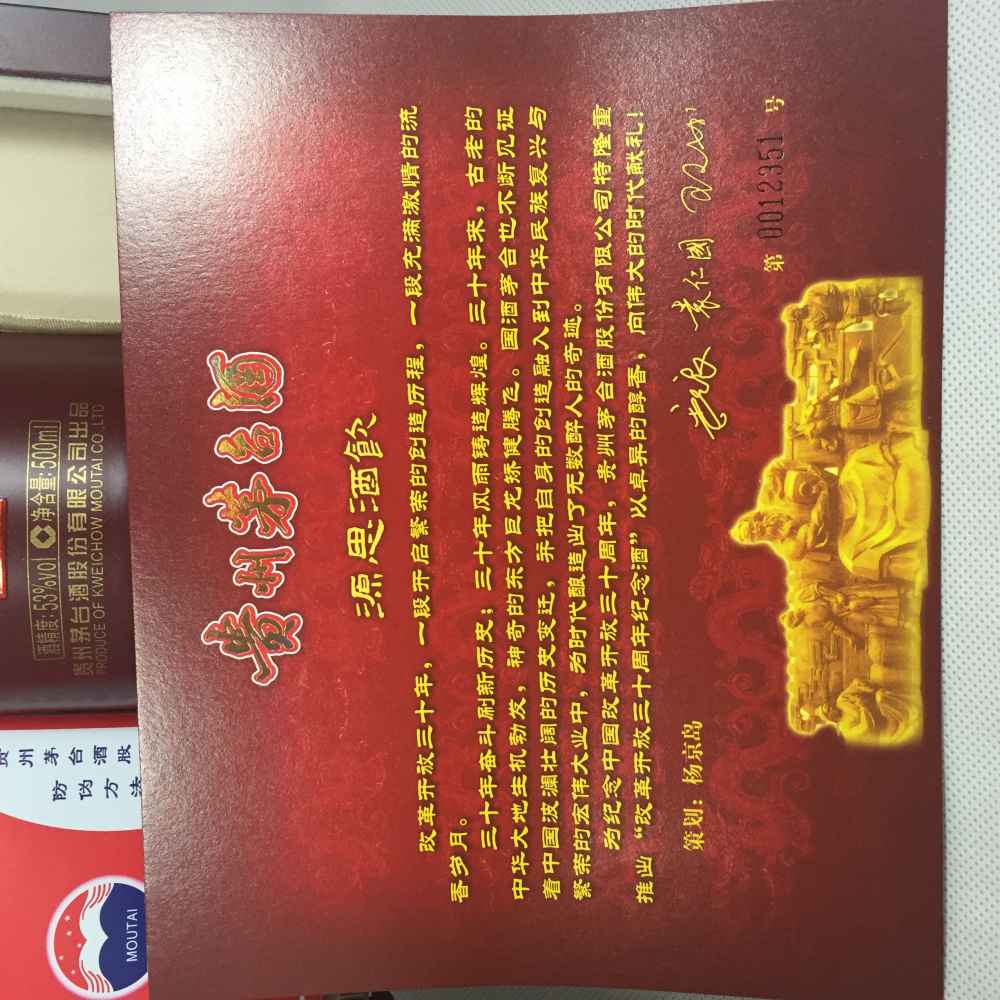 贵州茅台酒
源思酒歆
改革开放三十年,一段开启繁荣的创造历程,一段充满激情的流
香岁月。
三十年奋斗刷新历史;三十年风雨铸造辉煌。三十年来,古老的
中华大地生机勃发,神奇的东方巨龙矫健腾飞。国酒茅台也不断见证
着中国波澜壮阔的历史变迁,并把自身的创造融入到中华民族复兴与
繁荣的宏伟大业中,为时代酿造出了无数醉人的奇迹。
为纪念中国改革开放三十周年,贵州茅台酒股份有限公司特隆重
推出“改革开放三十周年纪念酒”以卓异的醇香,向伟大的时代献礼!
策划:杨京岛
袁仁國
第 0012351 号
酒精度:53%vol 净含量:500ml
贵州茅台酒股份有限公司出品
PRODUCE OF KWEICHOW MOUTAI CO.,LTD
贵州茅台酒股
防伪方法
MOUTAI